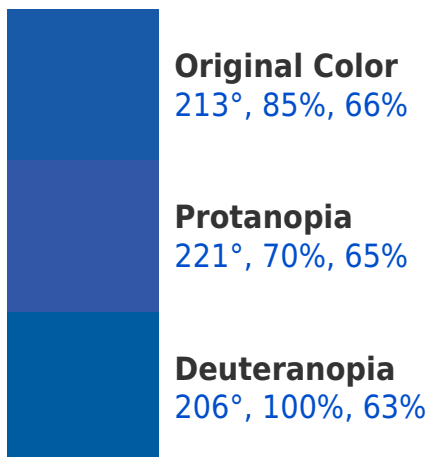 Original Color
213°, 85%, 66%
Protanopia
221°, 70%, 65%
Deuteranopia
206°, 100%, 63%